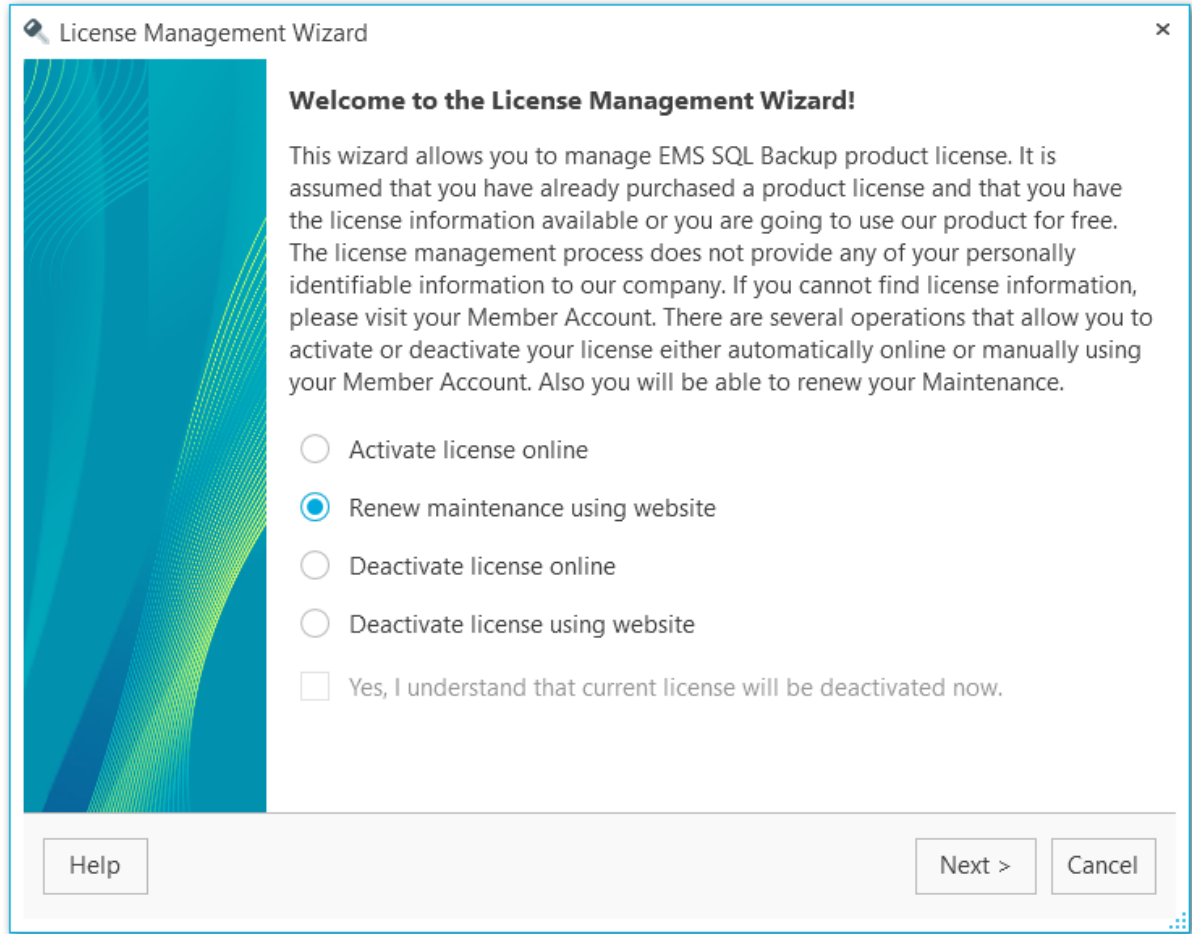 License Management Wizard
Welcome to the License Management Wizard!
This wizard allows you to manage EMS SQL Backup product license. It is
assumed that you have already purchased a product license and that you have
the license information available or you are going to use our product for free.
The license management process does not provide any of your personally
identifiable information to our company. If you cannot find license information,
please visit your Member Account. There are several operations that allow you to
activate or deactivate your license either automatically online or manually using
your Member Account. Also you will be able to renew your Maintenance.
Activate license online
Renew maintenance using website
Deactivate license online
Deactivate license using website
Yes, I understand that current license will be deactivated now.
Help
Next >
Cancel